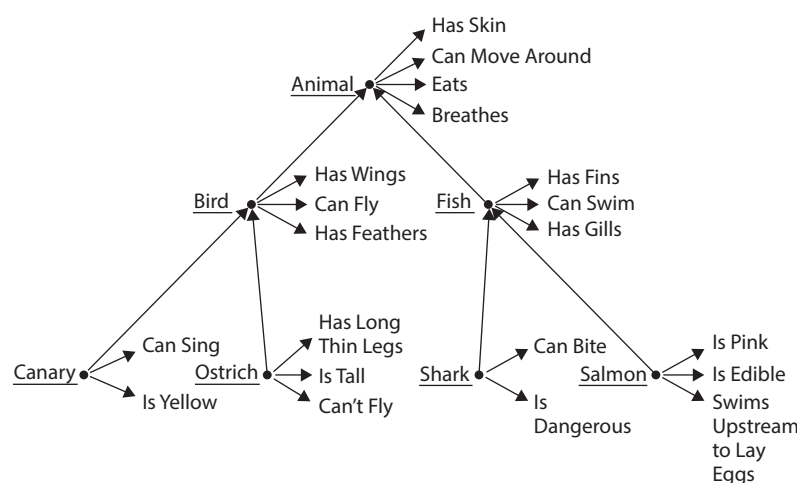 Has Skin
Can Move Around
Animal
Eats
Breathes
Has Wings
Bird
Can Fly
Has Feathers
Has Fins
Fish
Can Swim
Has Gills
Canary
Can Sing
Is Yellow
Ostrich
Has Long
Thin Legs
Is Tall
Can't Fly
Shark
Can Bite
Is
Dangerous
Salmon
Is Pink
Is Edible
Swims
Upstream
to Lay
Eggs